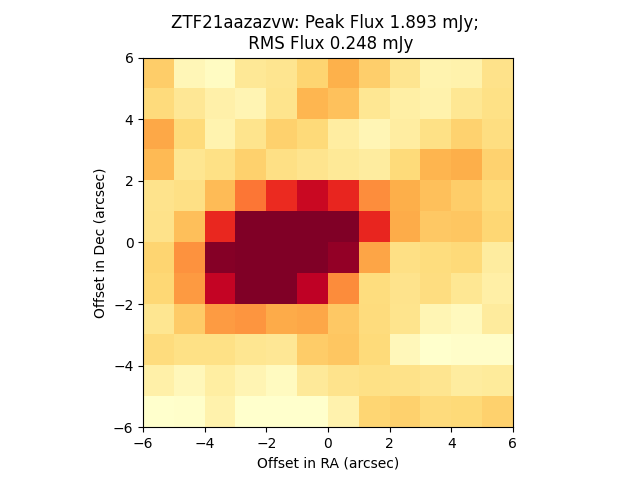 ZTF21aazazvw: Peak Flux 1.893 mJy;
RMS Flux 0.248 mJy
6
4
2
0
−2
−4
−6
Offset in Dec (arcsec)
−6 −4 −2 0 2 4 6
Offset in RA (arcsec)